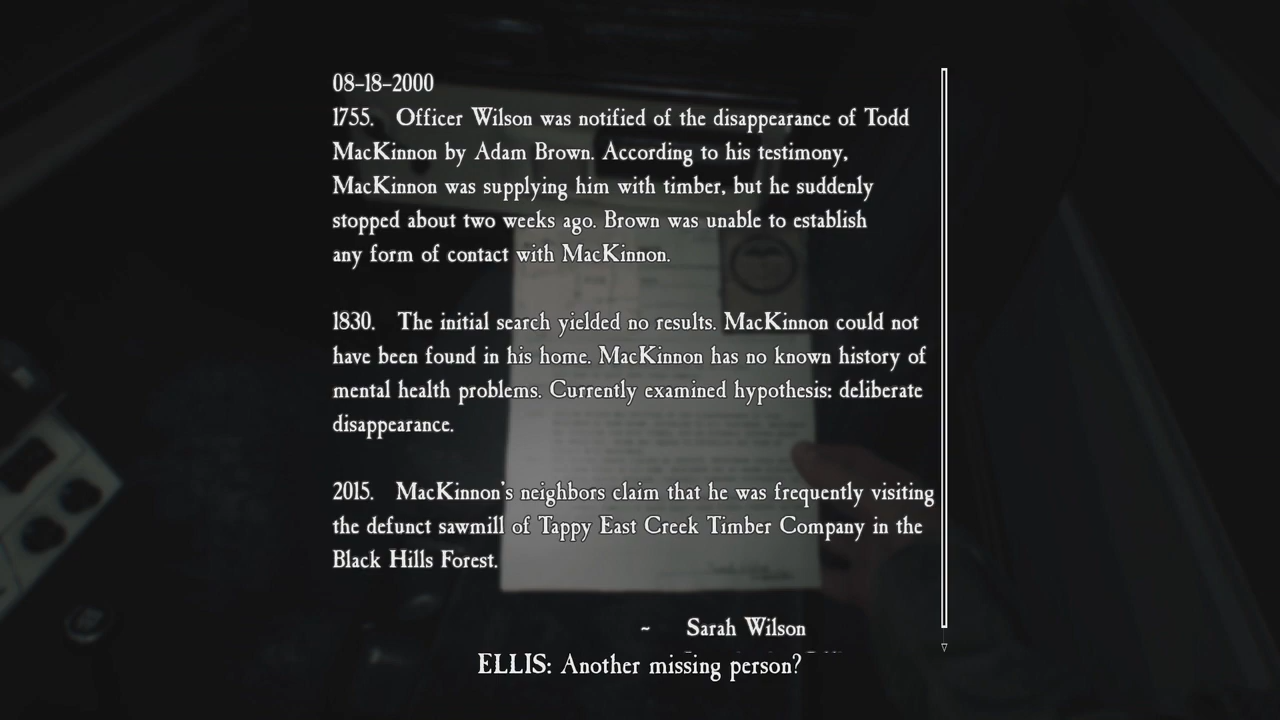 08-18-2000
1755. Officer Wilson was notified of the disappearance of Todd
MacKinnon by Adam Brown. According to his testimony,
MacKinnon was supplying him with timber, but he suddenly
stopped about two weeks ago. Brown was unable to establish
any form of contact with MacKinnon.
1830. The initial search yielded no results. MacKinnon could not
have been found in his home. MacKinnon has no known history of
mental health problems. Currently examined hypothesis: deliberate
disappearance.
2015. MacKinnon's neighbors claim that he was frequently visiting
the defunct sawmill of Tappy East Creek Timber Company in the
Black Hills Forest.
~ Sarah Wilson
ELLIS: Another missing person?